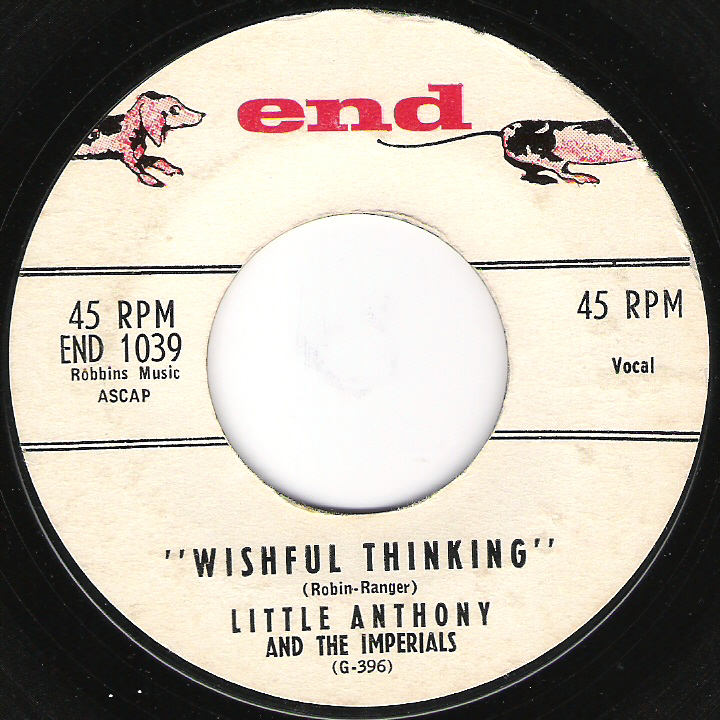 end
45 RPM
END 1039
Robbins Music
ASCAP
45 RPM
Vocal
"WISHFUL THINKING"
(Robin-Ranger)
LITTLE ANTHONY
AND THE IMPERIALS
(G-396)